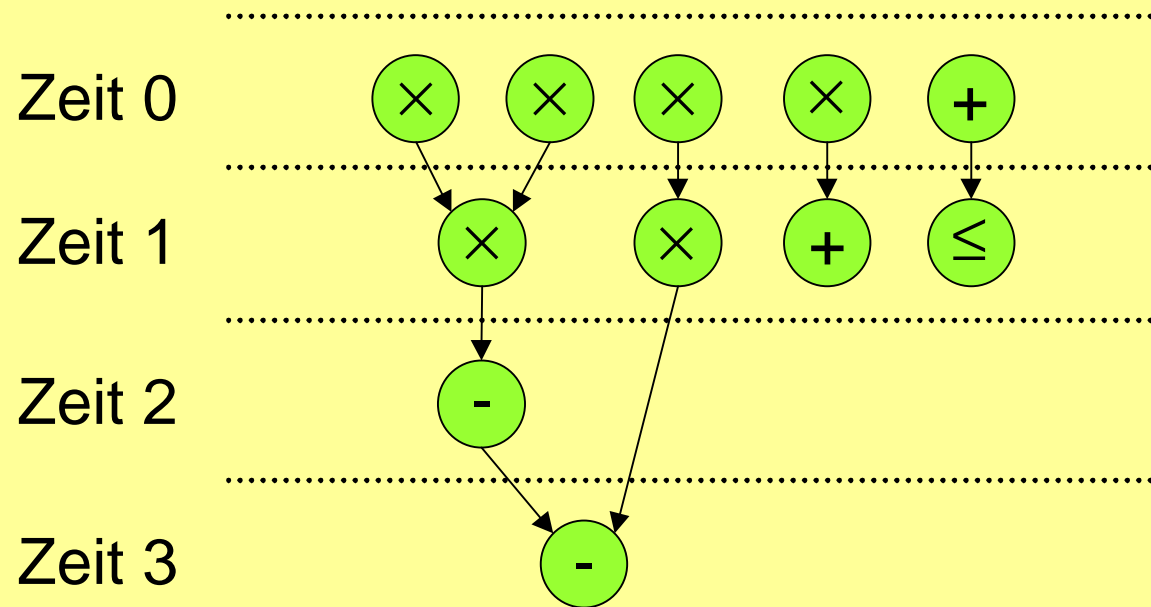 Zeit 0 × × × × +
Zeit 1 × × + ≤
Zeit 2 -
Zeit 3 -